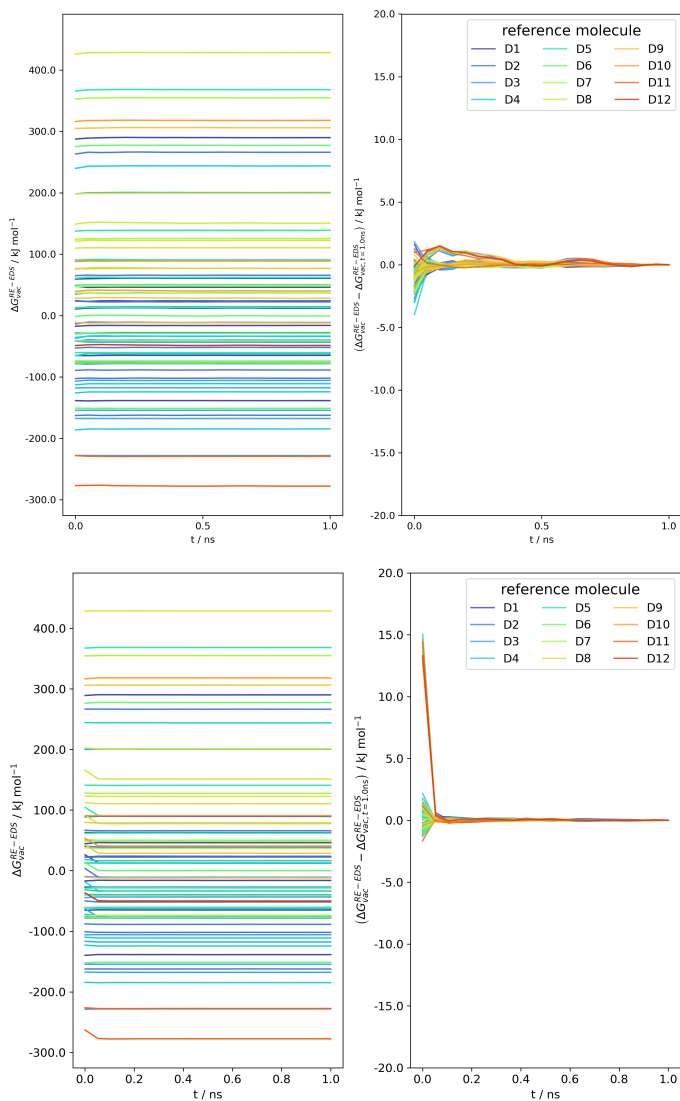 400.0
300.0
200.0
100.0
0.0
-100.0
-200.0
-300.0
ΔG_vac^RE−EDS / kJ mol⁻¹
0.0 0.5 1.0
t / ns
20.0
15.0
10.0
5.0
0.0
-5.0
-10.0
-15.0
-20.0
(ΔG_vac^RE−EDS − ΔG_vac, t = 1.0ns^RE−EDS) / kJ mol⁻¹
reference molecule
D1 D5 D9
D2 D6 D10
D3 D7 D11
D4 D8 D12
0.0 0.5 1.0
t / ns
400.0
300.0
200.0
100.0
0.0
-100.0
-200.0
-300.0
ΔG_vac^RE−EDS / kJ mol⁻¹
0.0 0.2 0.4 0.6 0.8 1.0
t / ns
20.0
15.0
10.0
5.0
0.0
-5.0
-10.0
-15.0
-20.0
(ΔG_vac^RE−EDS − ΔG_vac, t = 1.0ns^RE−EDS) / kJ mol⁻¹
reference molecule
D1 D5 D9
D2 D6 D10
D3 D7 D11
D4 D8 D12
0.0 0.2 0.4 0.6 0.8 1.0
t / ns